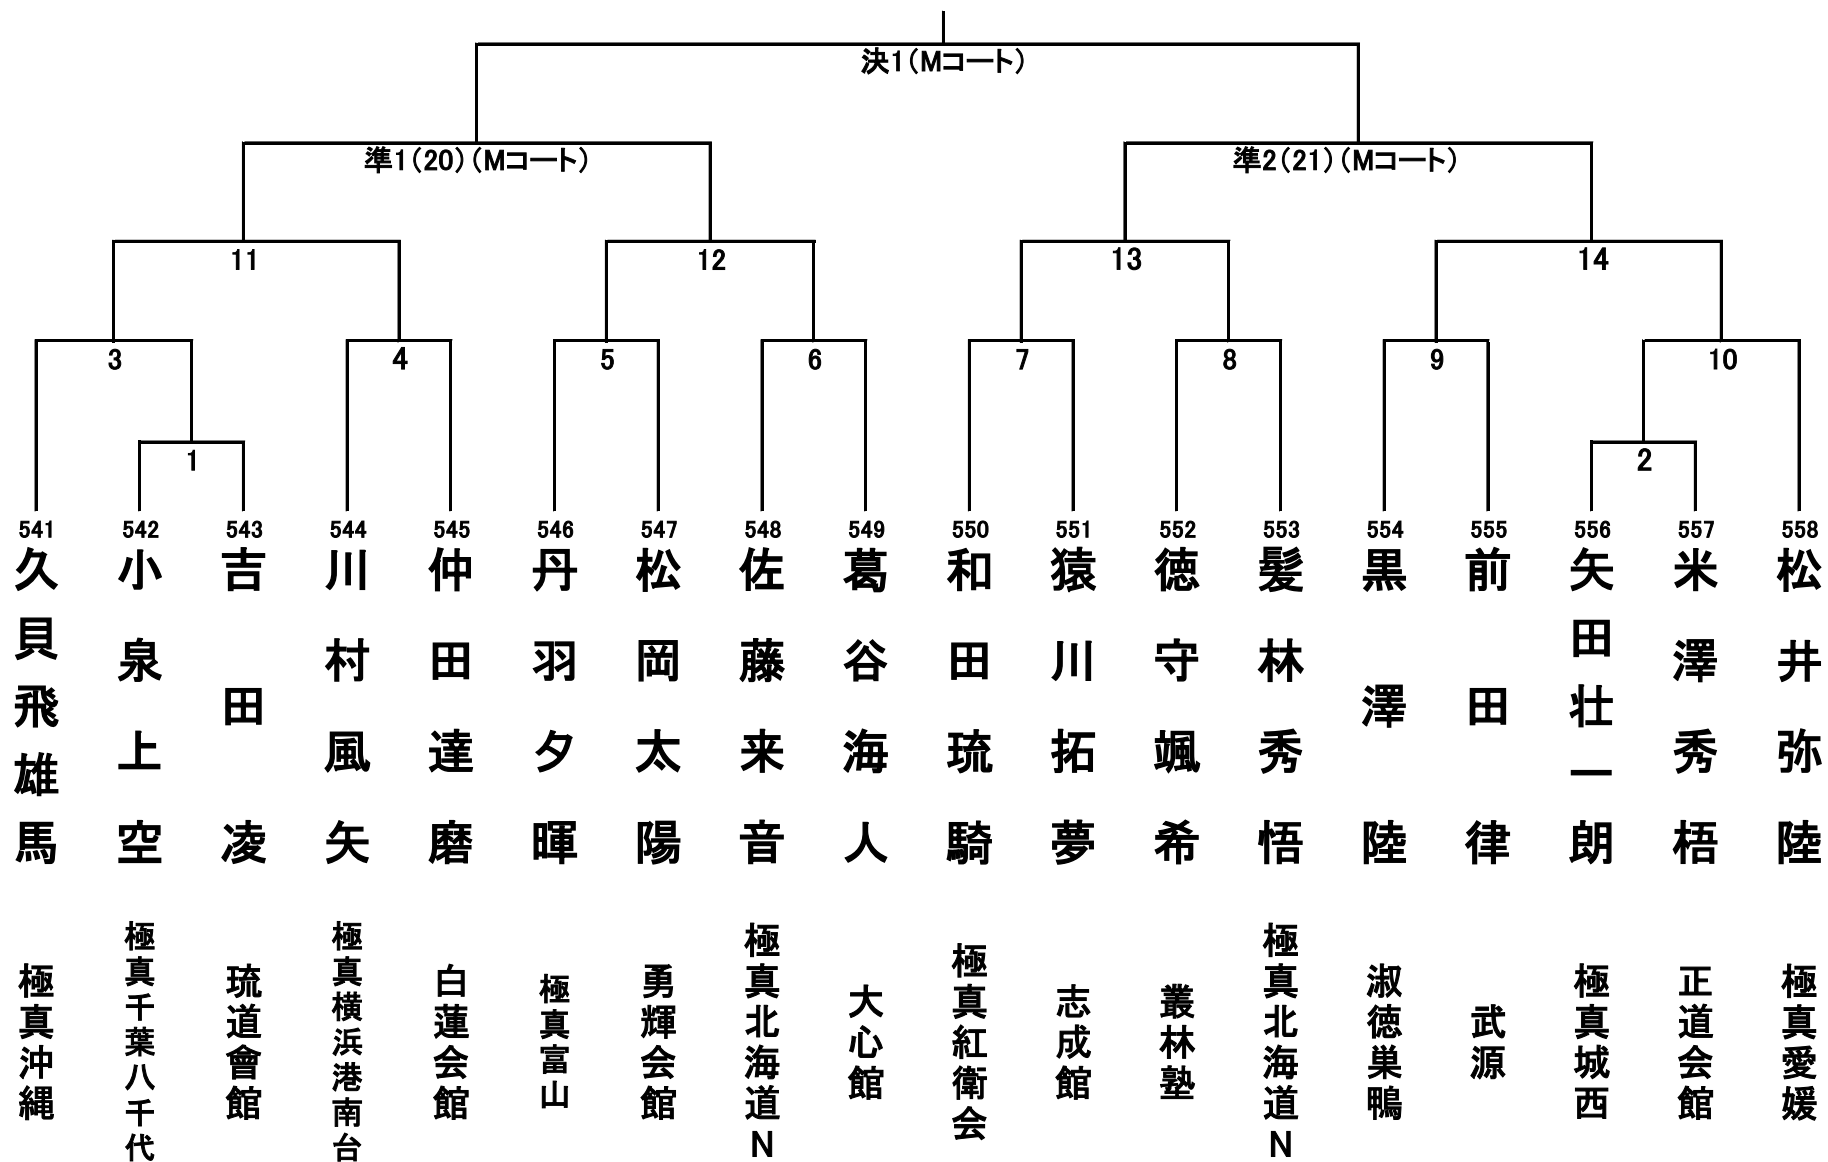 決1(Mコート)
準1(20)(Mコート)
準2(21)(Mコート)
11
12
13
14
3
4
5
6
7
8
9
10
1
2
541
久貝飛雄馬
極真沖縄
542
小泉上空
極真千葉八千代
543
吉田凌
琉道會館
544
川村風矢
極真横浜港南台
545
仲田達磨
白蓮会館
546
丹羽夕暉
極真富山
547
松岡太陽
勇輝会館
548
佐藤来音
極真北海道N
549
葛谷海人
大心館
550
和田琉騎
極真紅衛会
551
猿川拓夢
志成館
552
徳守颯希
叢林塾
553
髪林秀悟
極真北海道N
554
黒澤陸
淑徳巣鴨
555
前田律
武源
556
矢田壮一朗
極真城西
557
米澤秀梧
正道会館
558
松井弥陸
極真愛媛